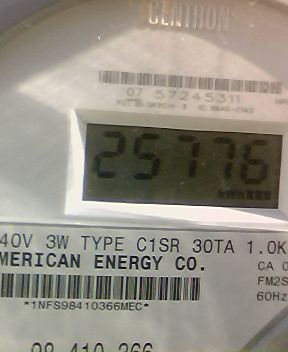 CENTRON
07 57245311
25776
kWh
40V 3W TYPE C1SR 30TA 1.0K
MERICAN ENERGY CO.
CA 0
FM2S
60Hz
*1NFS98410366MEC*
98 410 366